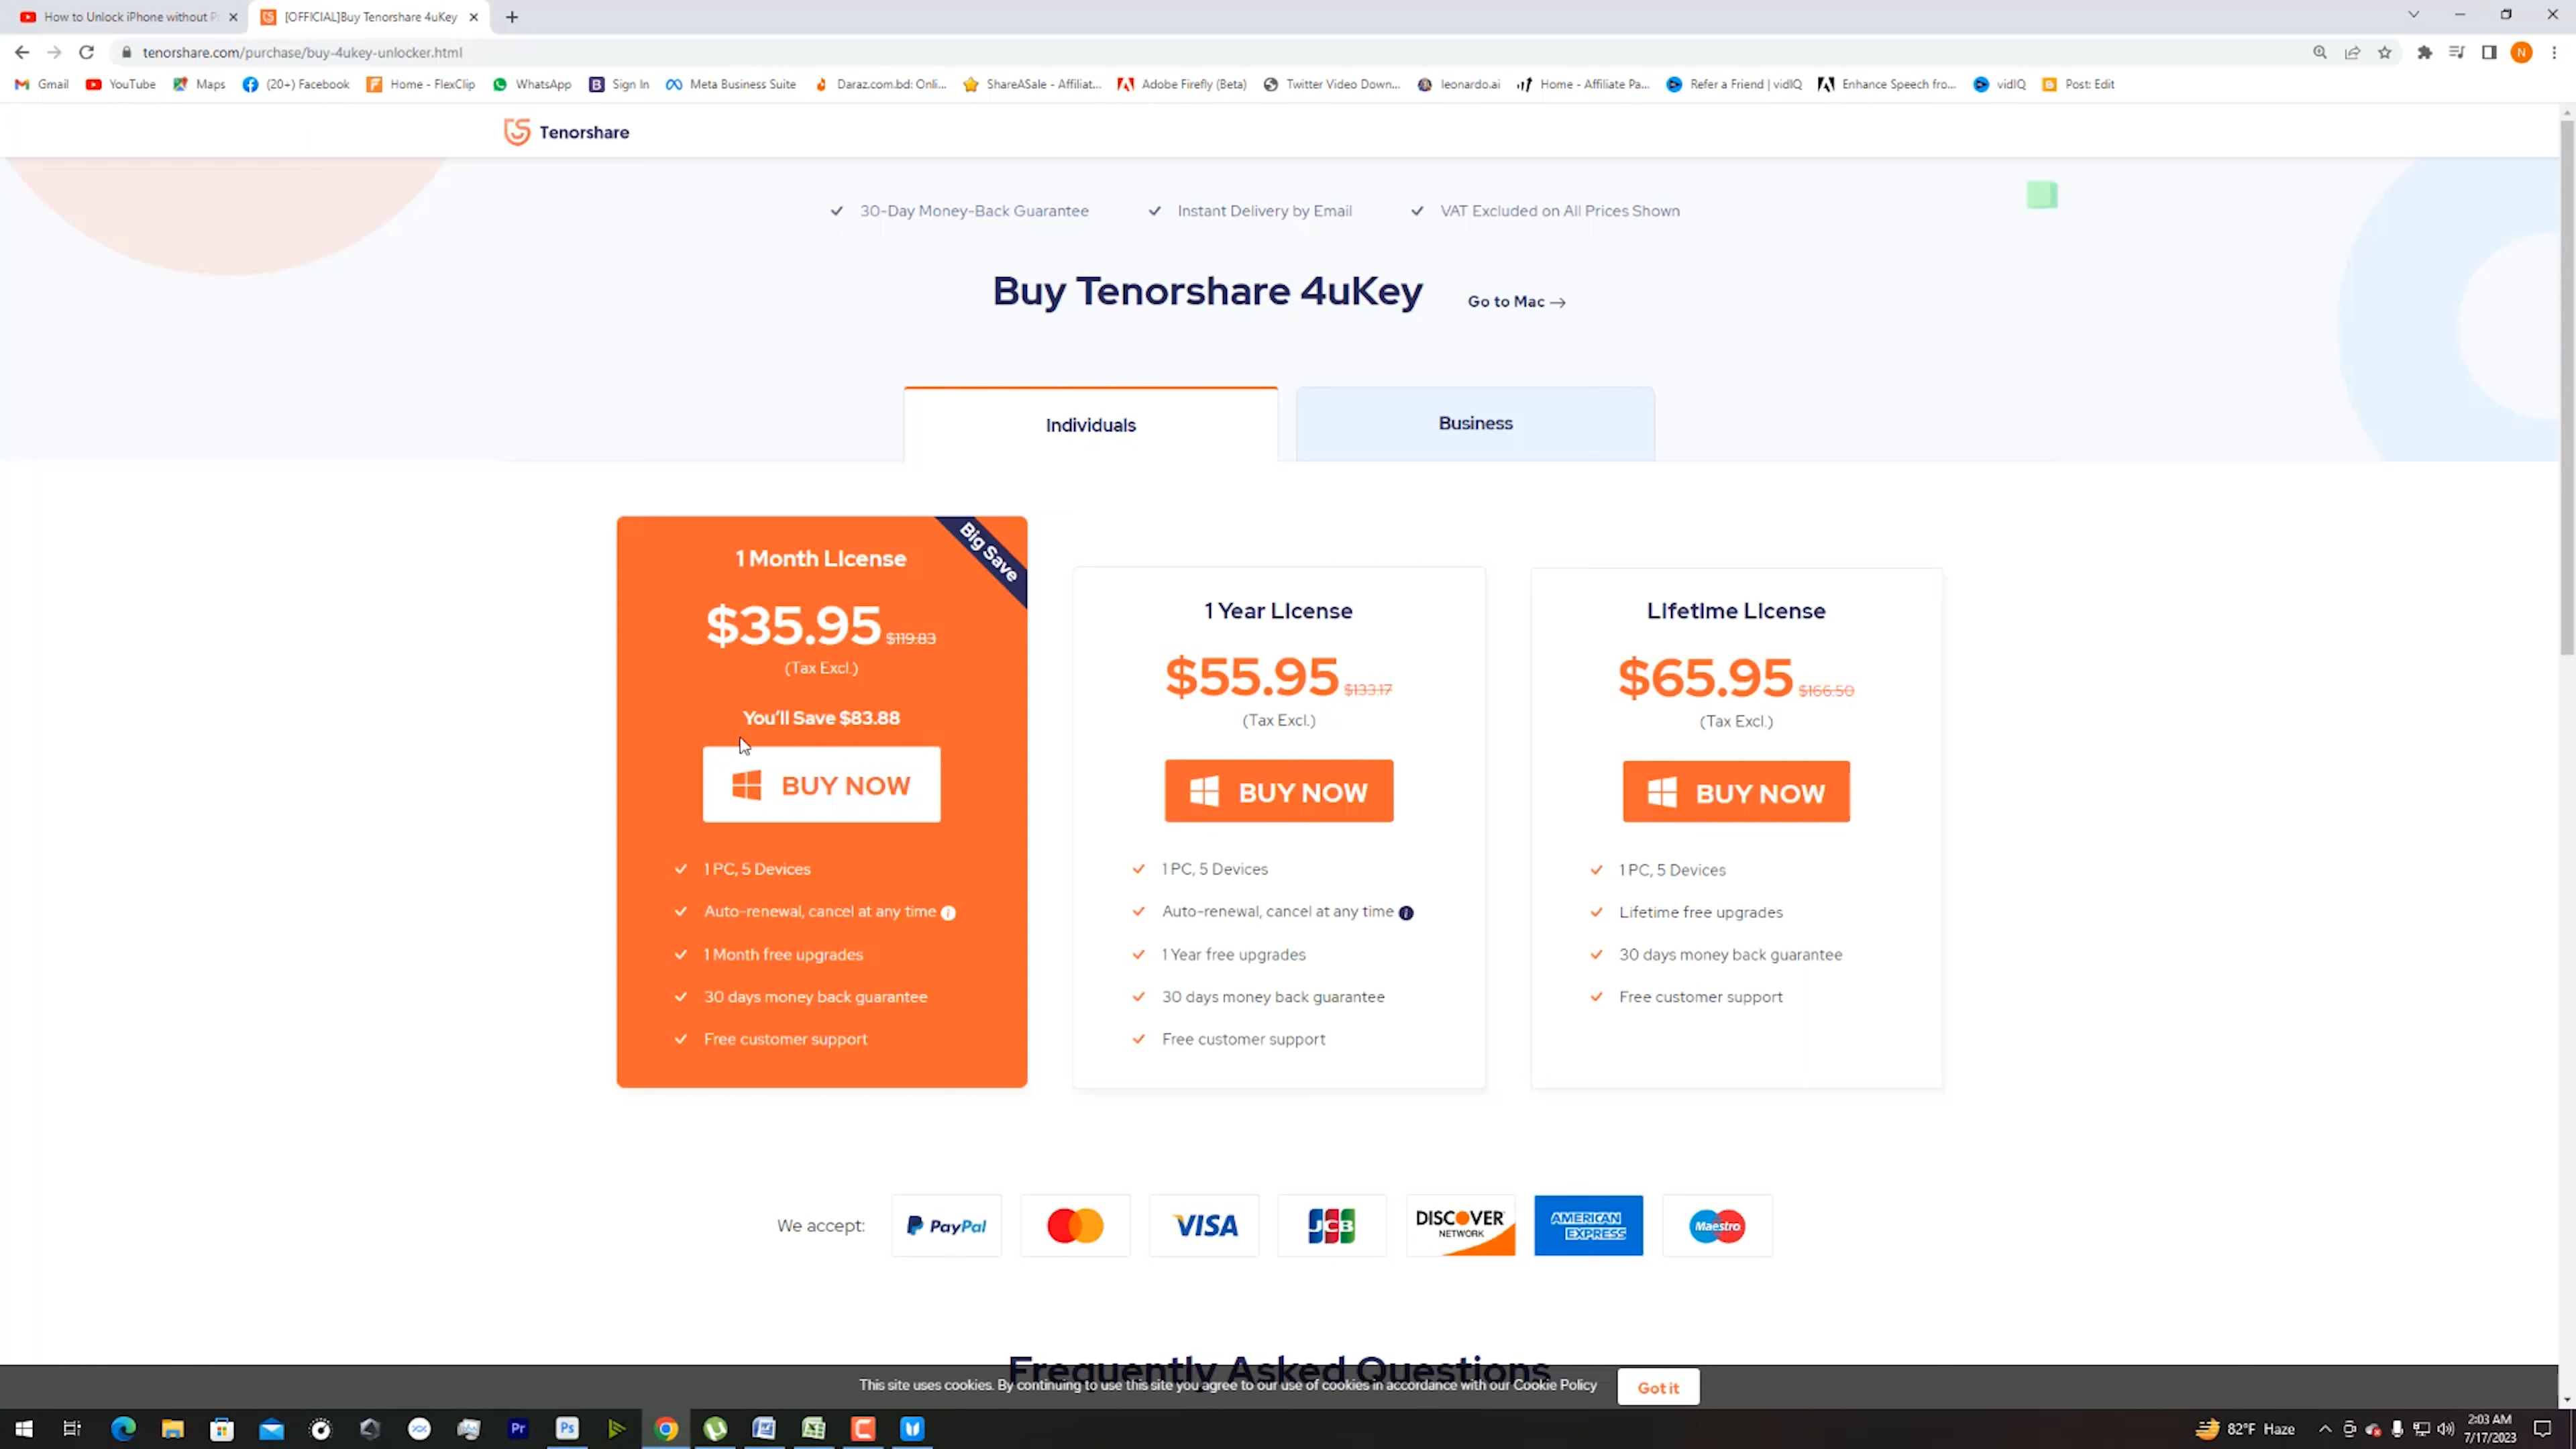 How to Unlock iPhone without P
[OFFICIAL]Buy Tenorshare 4uKey
tenorshare.com/purchase/buy-4ukey-unlocker.html
N
Gmail
YouTube
Maps
(20+) Facebook
Home - FlexClip
WhatsApp
Sign In
Meta Business Suite
Daraz.com.bd: Onli...
ShareASale - Affiliat...
Adobe Firefly (Beta)
Twitter Video Down...
leonardo.ai
Home - Affiliate Pa...
Refer a Friend | vidIQ
Enhance Speech fro...
vidIQ
Post: Edit
Tenorshare
30-Day Money-Back Guarantee
Instant Delivery by Email
VAT Excluded on All Prices Shown
Buy Tenorshare 4uKey
Go to Mac →
Individuals
Business
Big Save
1 Month License
$35.95 $119.83
(Tax Excl.)
You'll Save $83.88
BUY NOW
1 PC, 5 Devices
Auto-renewal, cancel at any time i
1 Month free upgrades
30 days money back guarantee
Free customer support
1 Year License
$55.95 $133.17
(Tax Excl.)
BUY NOW
1 PC, 5 Devices
Auto-renewal, cancel at any time i
1 Year free upgrades
30 days money back guarantee
Free customer support
Lifetime License
$65.95 $166.50
(Tax Excl.)
BUY NOW
1 PC, 5 Devices
Lifetime free upgrades
30 days money back guarantee
Free customer support
We accept:
PayPal
VISA
JCB
DISCOVER
NETWORK
AMERICAN
EXPRESS
Maestro
Frequently Asked Questions
This site uses cookies. By continuing to use this site you agree to our use of cookies in accordance with our Cookie Policy
Got it
Pr
Ps
82°F Haze
2:03 AM
7/17/2023